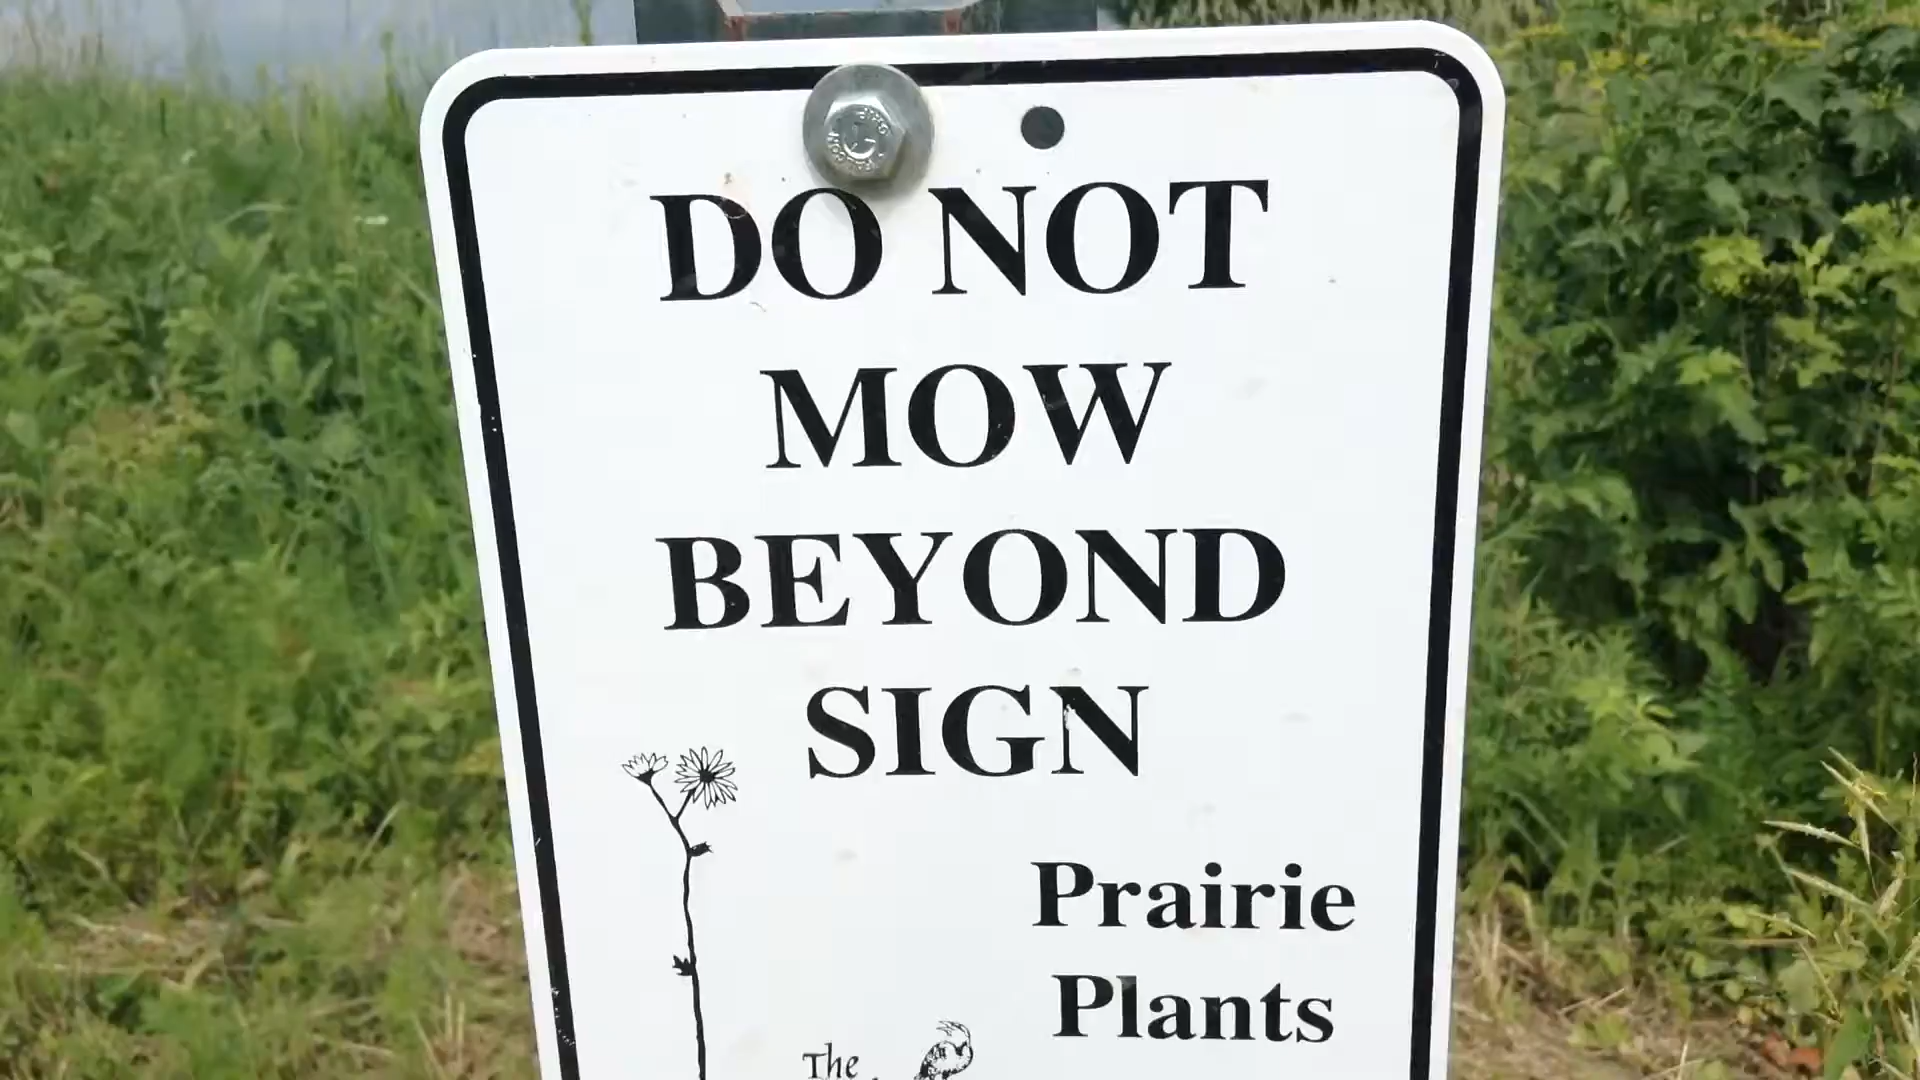 DO NOT
MOW
BEYOND
SIGN
Prairie
Plants
The